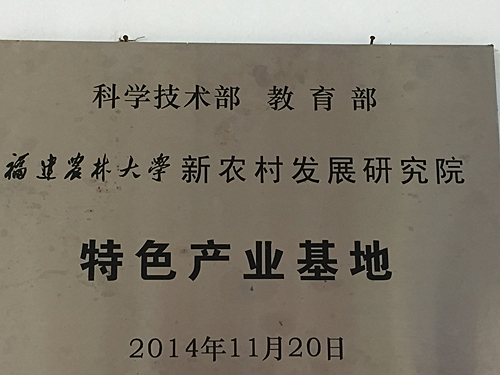 科学技术部 教育部
福建農林大学新农村发展研究院
特色产业基地
2014年11月20日